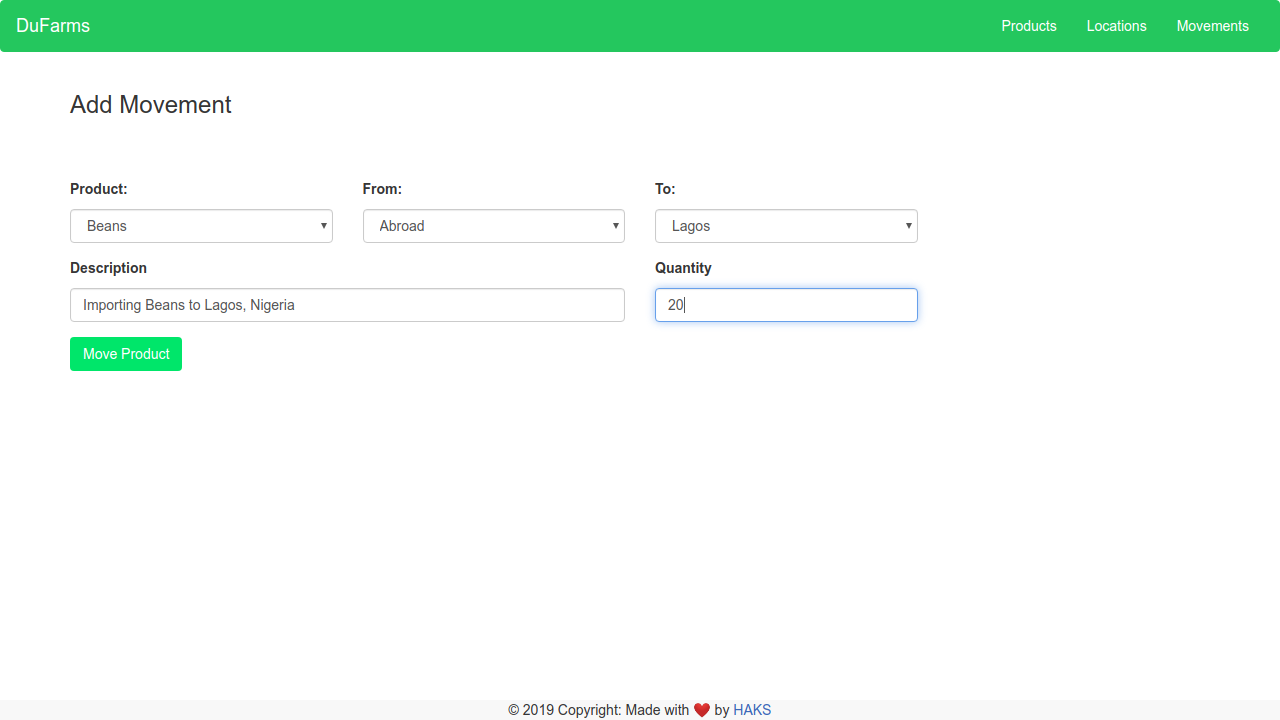 DuFarms Products Locations Movements
Add Movement
Product: From: To:
Beans Abroad Lagos
Description Quantity
Importing Beans to Lagos, Nigeria 20
Move Product
© 2019 Copyright: Made with ❤️ by HAKS